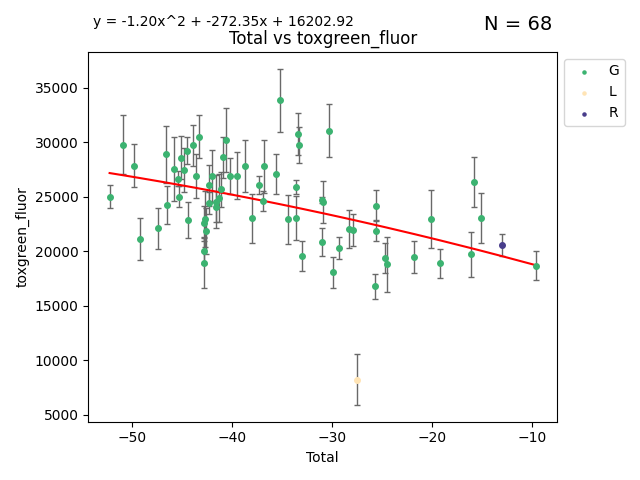 y = -1.20x^2 + -272.35x + 16202.92
N = 68
Total vs toxgreen_fluor
G
L
R
35000
30000
25000
20000
15000
10000
5000
toxgreen_fluor
−50
−40
−30
−20
−10
Total